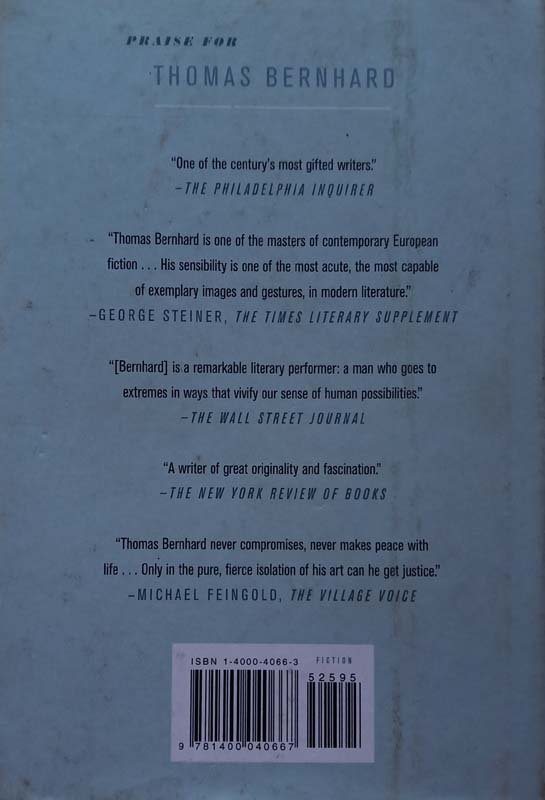 PRAISE FOR
THOMAS BERNHARD
“One of the century’s most gifted writers.”
–THE PHILADELPHIA INQUIRER
“Thomas Bernhard is one of the masters of contemporary European
fiction . . . His sensibility is one of the most acute, the most capable
of exemplary images and gestures, in modern literature.”
–GEORGE STEINER, THE TIMES LITERARY SUPPLEMENT
“[Bernhard] is a remarkable literary performer: a man who goes to
extremes in ways that vivify our sense of human possibilities.”
–THE WALL STREET JOURNAL
“A writer of great originality and fascination.”
–THE NEW YORK REVIEW OF BOOKS
“Thomas Bernhard never compromises, never makes peace with
life . . . Only in the pure, fierce isolation of his art can he get justice.”
–MICHAEL FEINGOLD, THE VILLAGE VOICE
ISBN 1-4000-4066-3 FICTION
52595
9 781400 040667